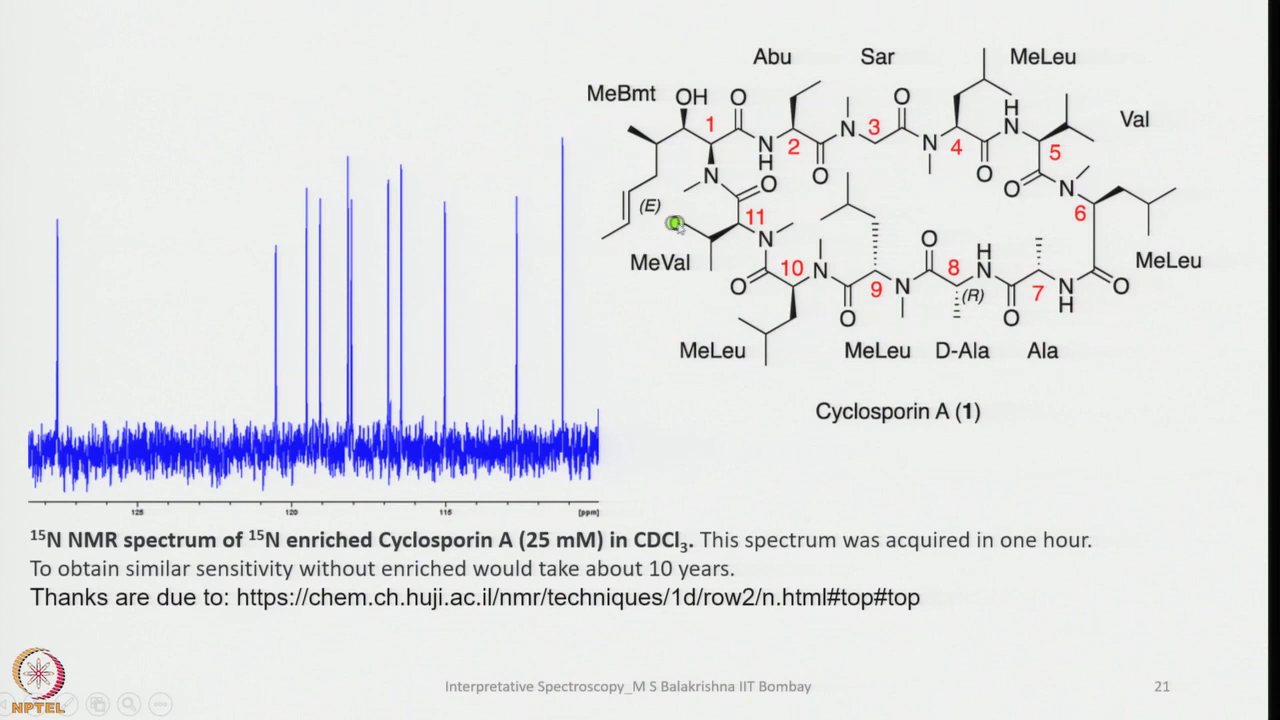 Abu
Sar
MeLeu
MeBmt
OH
O
O
H
N
Val
1
N
H
2
O
N
3
N
4
O
5
O
N
6
(E)
N
O
11
N
MeVal
O
10
N
O
9
N
O
8
H
N
(R)
O
7
N
H
O
MeLeu
MeLeu
MeLeu
D-Ala
Ala
Cyclosporin A (1)
125
120
115
[ppm]
¹⁵N NMR spectrum of ¹⁵N enriched Cyclosporin A (25 mM) in CDCl₃. This spectrum was acquired in one hour.
To obtain similar sensitivity without enriched would take about 10 years.
Thanks are due to: https://chem.ch.huji.ac.il/nmr/techniques/1d/row2/n.html#top#top
NPTEL
Interpretative Spectroscopy_M S Balakrishna IIT Bombay
21